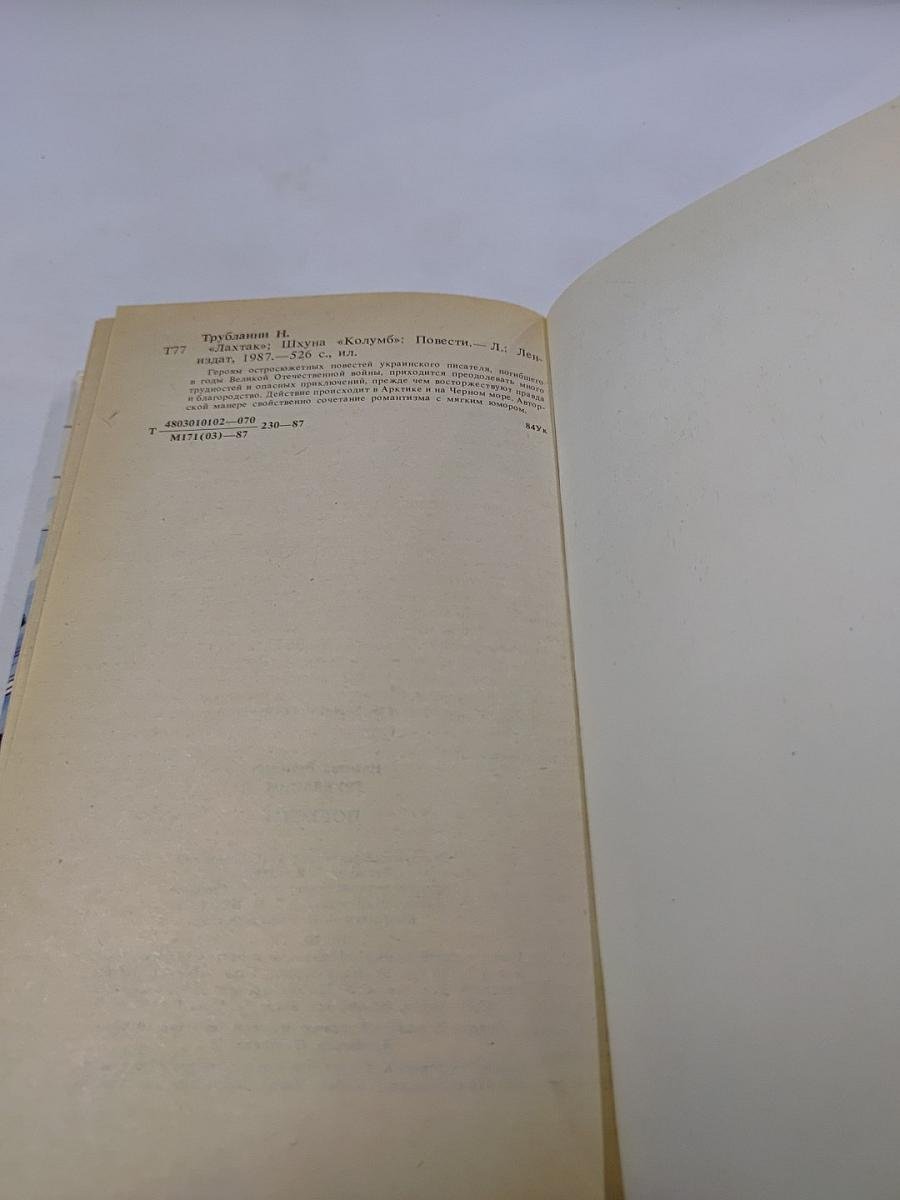 Трублаини Н.
Т77 «Лахтак»; Шхуна «Колумб»: Повести.— Л.: Лен-
издат, 1987.—526 с., ил.
Героям остросюжетных повестей украинского писателя, погибшего
в годы Великой Отечественной войны, приходится преодолевать много
трудностей и опасных приключений, прежде чем восторжествуют правда
и благородство. Действие происходит в Арктике и на Черном море. Автор-
ской манере свойственно сочетание романтизма с мягким юмором.
4803010102—070
Т 230—87
М171(03)—87
84Ук